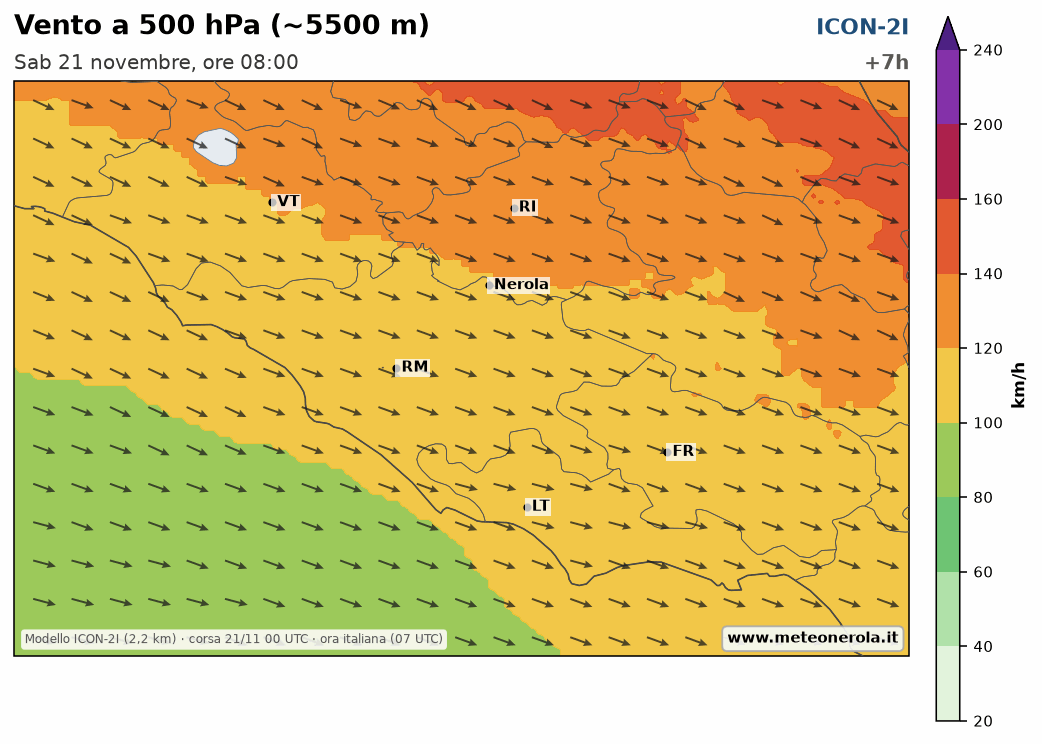 Vento a 500 hPa (~5500 m)
ICON-2I
Sab 21 novembre, ore 08:00
+7h
240
200
160
140
120
100
80
60
40
20
km/h
VT
RI
Nerola
RM
FR
LT
Modello ICON-2I (2,2 km) · corsa 21/11 00 UTC · ora italiana (07 UTC)
www.meteonerola.it